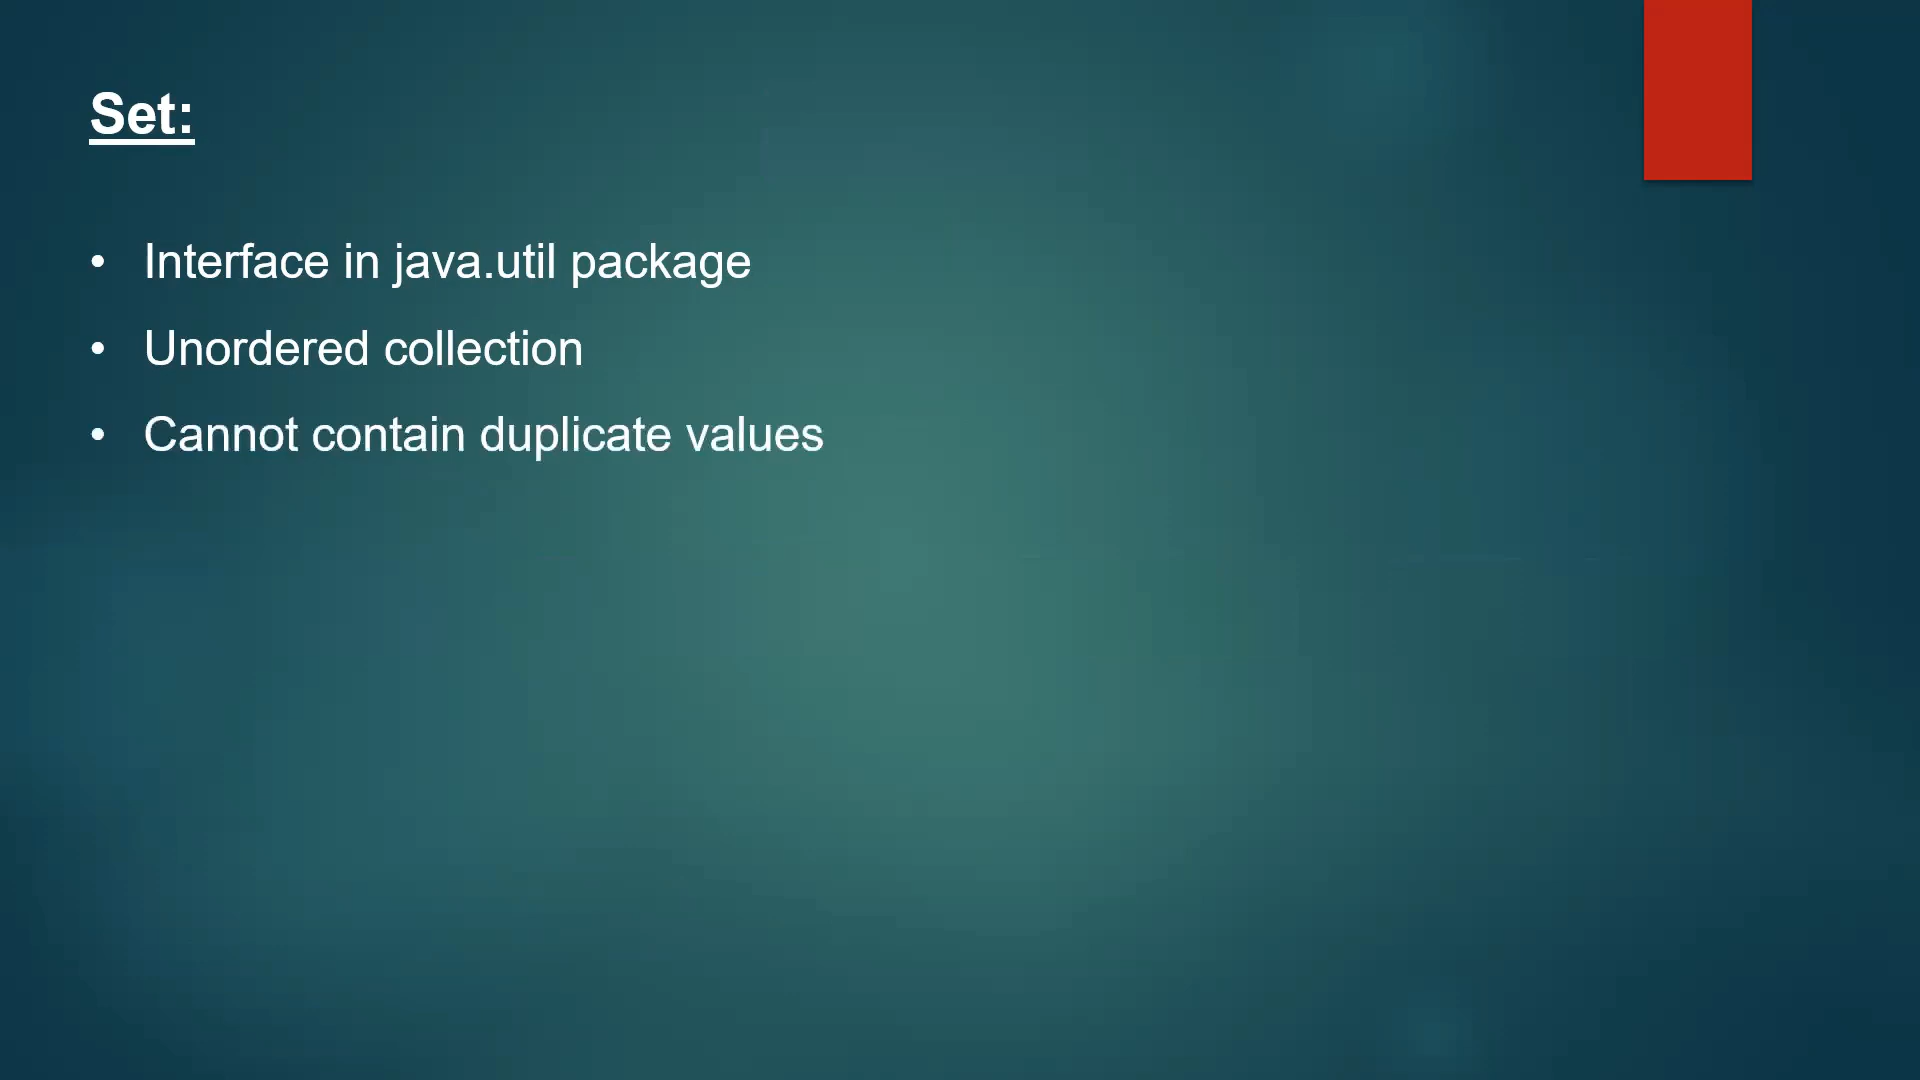 Set:
• Interface in java.util package
• Unordered collection
• Cannot contain duplicate values